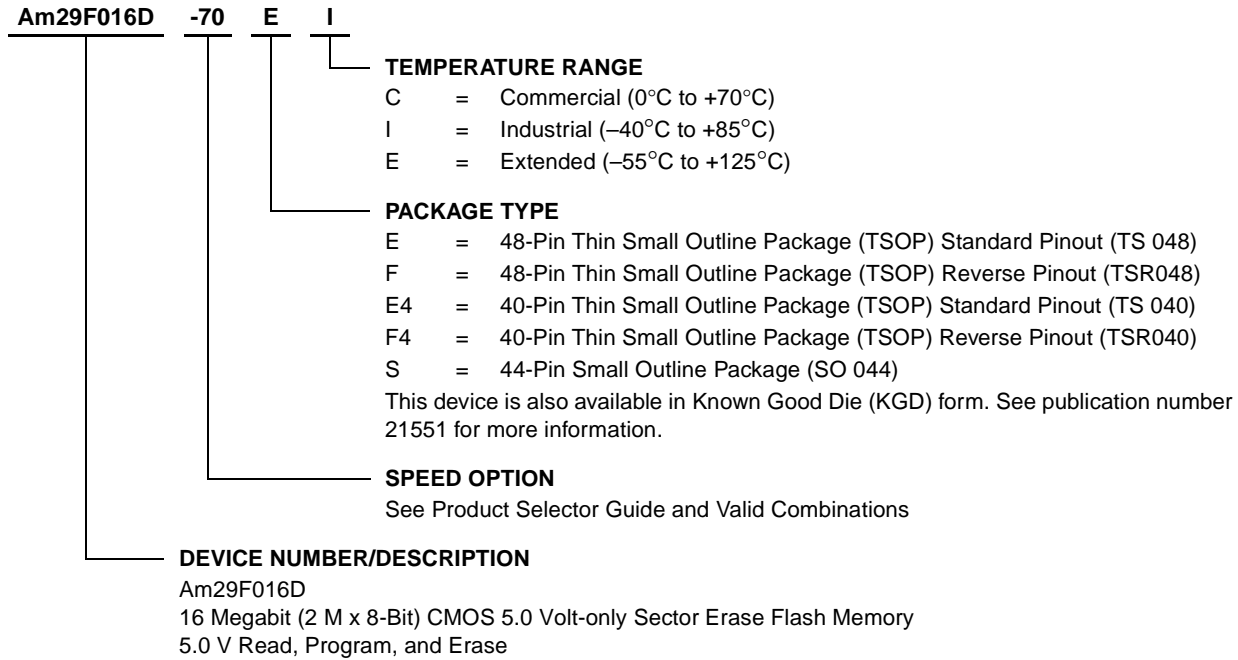 Am29F016D -70 E I
TEMPERATURE RANGE
C = Commercial (0°C to +70°C)
I = Industrial (–40°C to +85°C)
E = Extended (–55°C to +125°C)
PACKAGE TYPE
E = 48-Pin Thin Small Outline Package (TSOP) Standard Pinout (TS 048)
F = 48-Pin Thin Small Outline Package (TSOP) Reverse Pinout (TSR048)
E4 = 40-Pin Thin Small Outline Package (TSOP) Standard Pinout (TS 040)
F4 = 40-Pin Thin Small Outline Package (TSOP) Reverse Pinout (TSR040)
S = 44-Pin Small Outline Package (SO 044)
This device is also available in Known Good Die (KGD) form. See publication number
21551 for more information.
SPEED OPTION
See Product Selector Guide and Valid Combinations
DEVICE NUMBER/DESCRIPTION
Am29F016D
16 Megabit (2 M x 8-Bit) CMOS 5.0 Volt-only Sector Erase Flash Memory
5.0 V Read, Program, and Erase